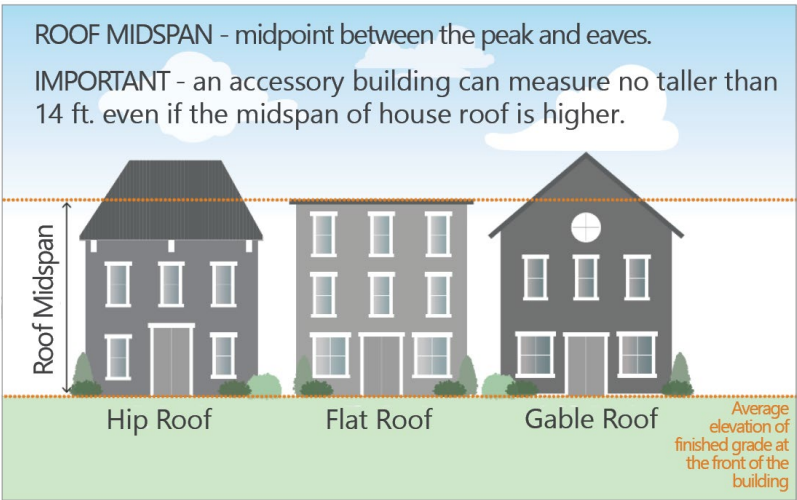 ROOF MIDSPAN - midpoint between the peak and eaves.
IMPORTANT - an accessory building can measure no taller than
14 ft. even if the midspan of house roof is higher.
Roof Midspan
Hip Roof
Flat Roof
Gable Roof
Average
elevation of
finished grade at
the front of the
building